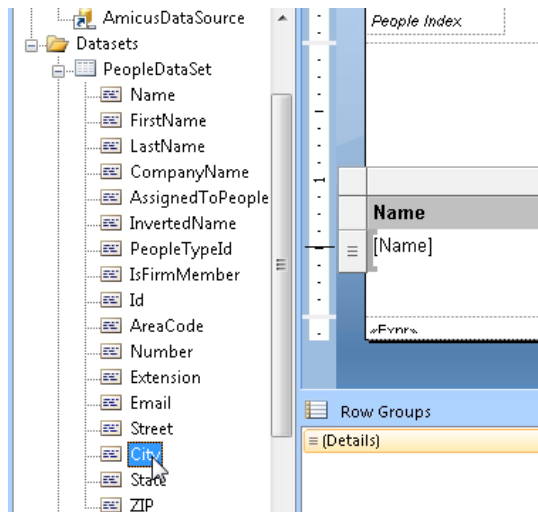 AmicusDataSource
Datasets
PeopleDataSet
Name
FirstName
LastName
CompanyName
AssignedToPeople
InvertedName
PeopleTypeId
IsFirmMember
Id
AreaCode
Number
Extension
Email
Street
City
State
ZIP
People Index
1
Name
[Name]
«Expr»
Row Groups
(Details)